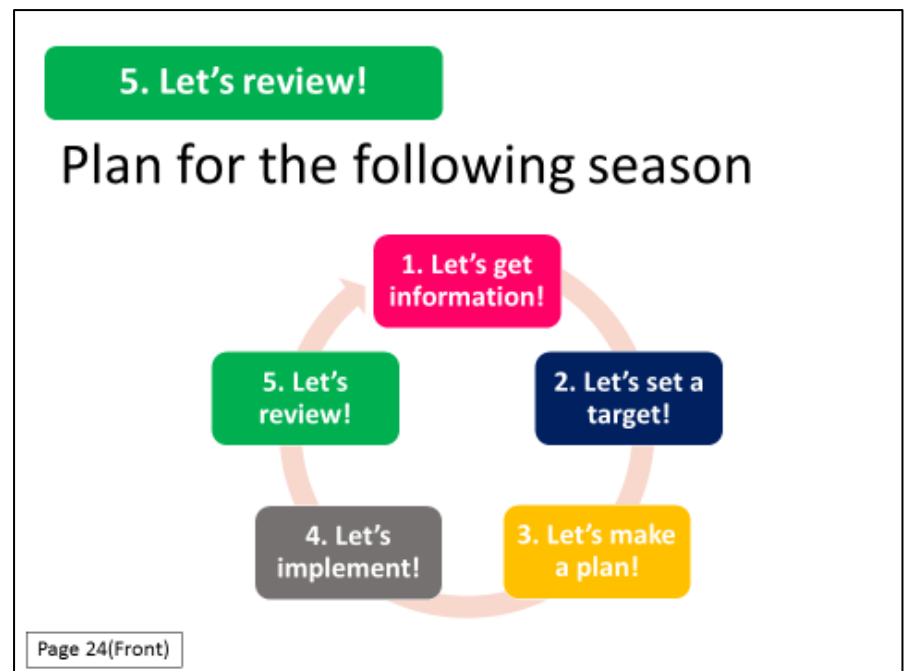 5. Let's review!
Plan for the following season
1. Let's get
information!
2. Let's set a
target!
3. Let's make
a plan!
4. Let's
implement!
5. Let's
review!
Page 24(Front)